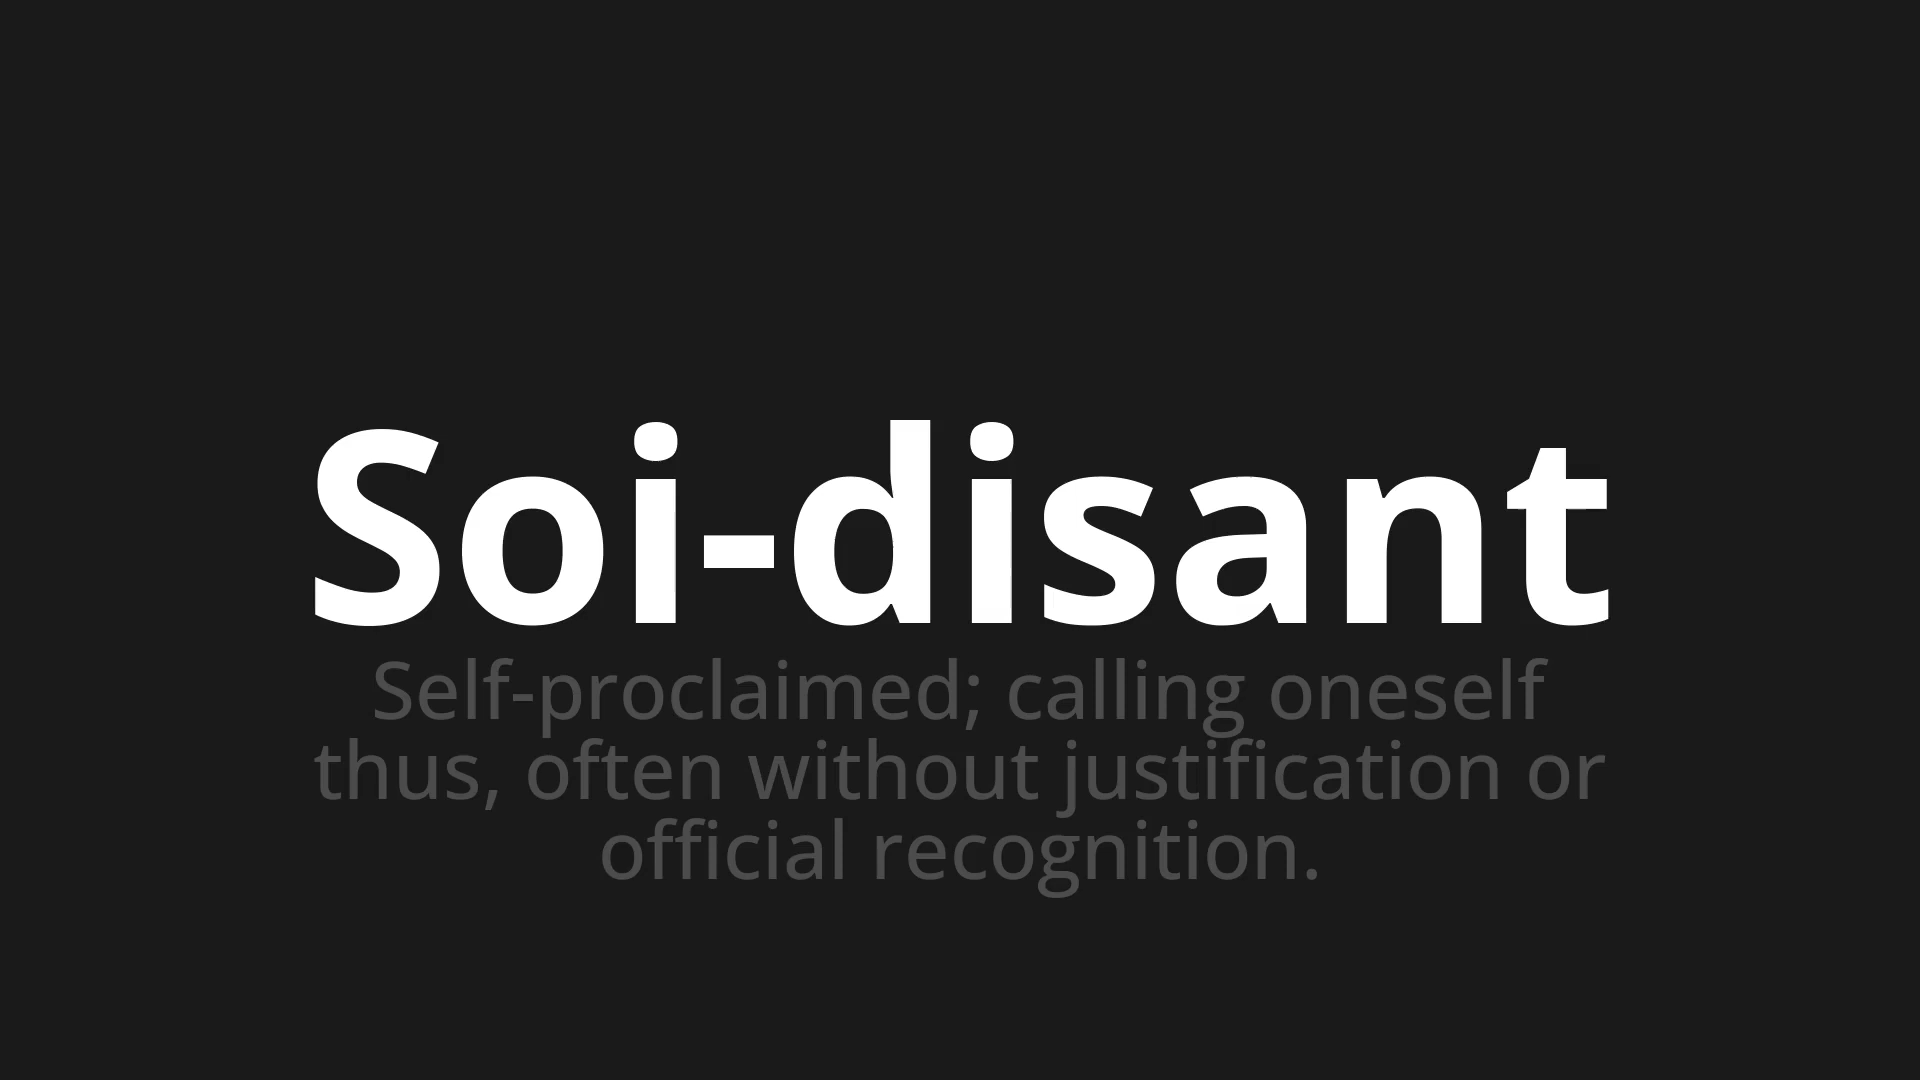 Soi-disant
Self-proclaimed; calling oneself
thus, often without justification or
official recognition.